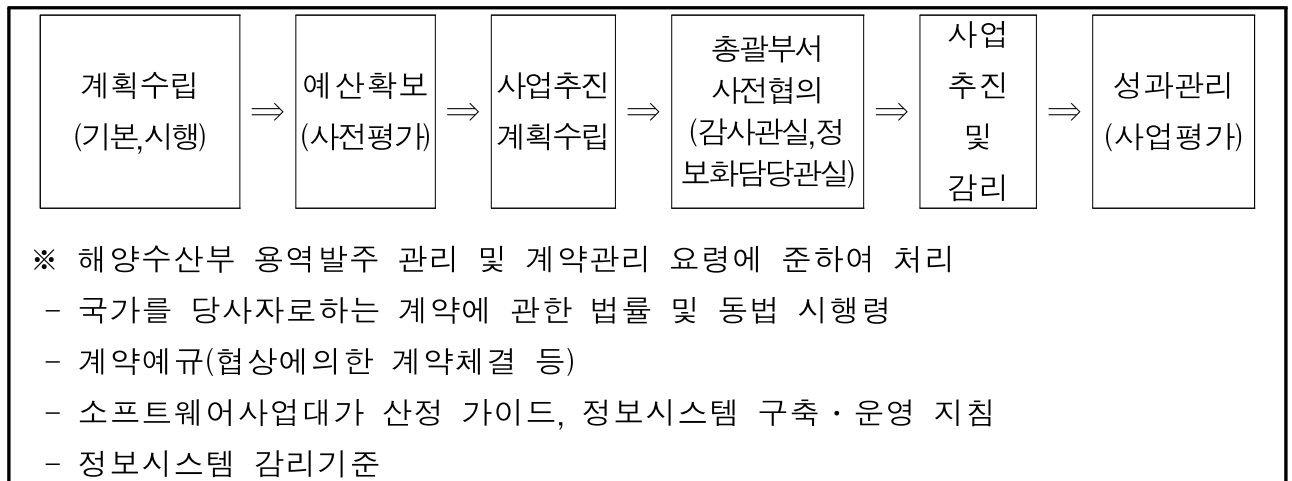 계획수립
(기본,시행)
⇒
예산확보
(사전평가)
⇒
사업추진
계획수립
⇒
총괄부서
사전협의
(감사관실,정
보화담당관실)
⇒
사업
추진
및
감리
⇒
성과관리
(사업평가)
※ 해양수산부 용역발주 관리 및 계약관리 요령에 준하여 처리
- 국가를 당사자로하는 계약에 관한 법률 및 동법 시행령
- 계약예규(협상에의한 계약체결 등)
- 소프트웨어사업대가 산정 가이드, 정보시스템 구축·운영 지침
- 정보시스템 감리기준